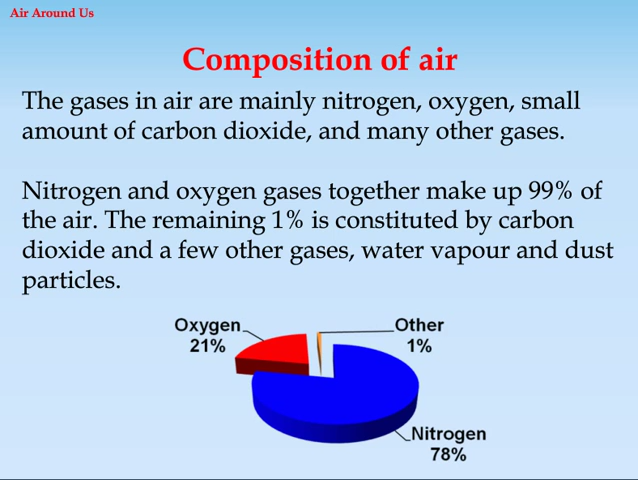 Air Around Us
Composition of air
The gases in air are mainly nitrogen, oxygen, small
amount of carbon dioxide, and many other gases.
Nitrogen and oxygen gases together make up 99% of
the air. The remaining 1% is constituted by carbon
dioxide and a few other gases, water vapour and dust
particles.
Oxygen
21%
Other
1%
Nitrogen
78%